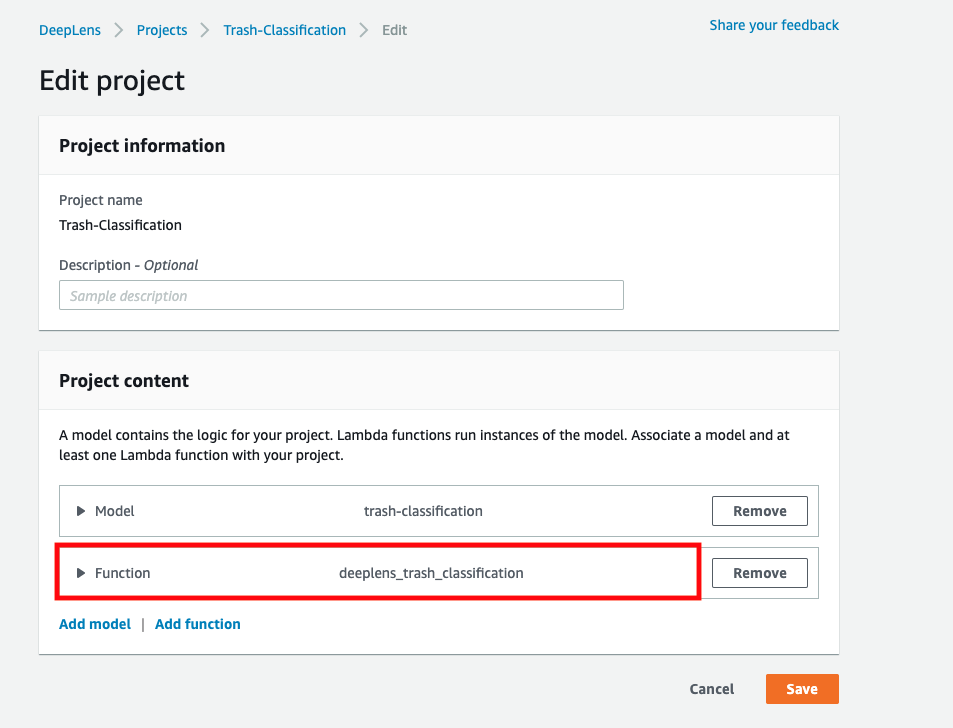 DeepLens Projects Trash-Classification Edit Share your feedback
Edit project
Project information
Project name
Trash-Classification
Description - Optional
Sample description
Project content
A model contains the logic for your project. Lambda functions run instances of the model. Associate a model and at
least one Lambda function with your project.
Model trash-classification Remove
Function deeplens_trash_classification Remove
Add model | Add function
Cancel Save